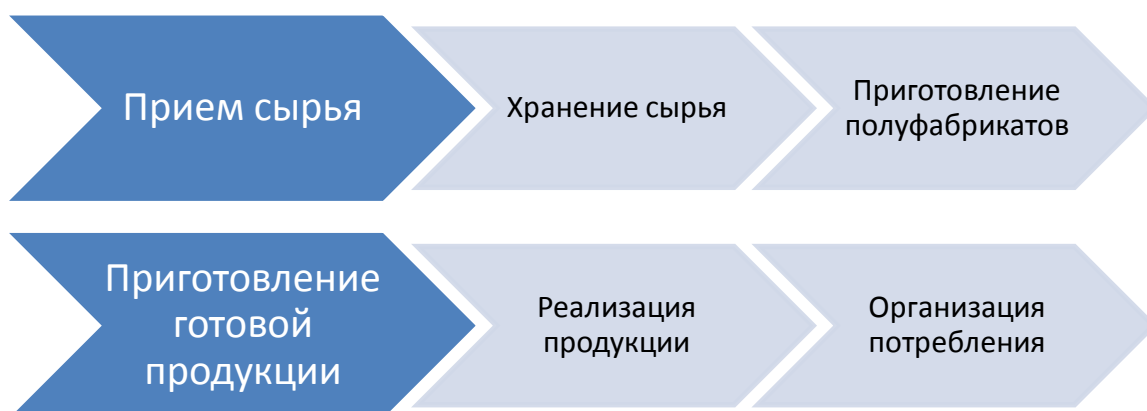 Прием сырья
Хранение сырья
Приготовление
полуфабрикатов
Приготовление
готовой
продукции
Реализация
продукции
Организация
потребления